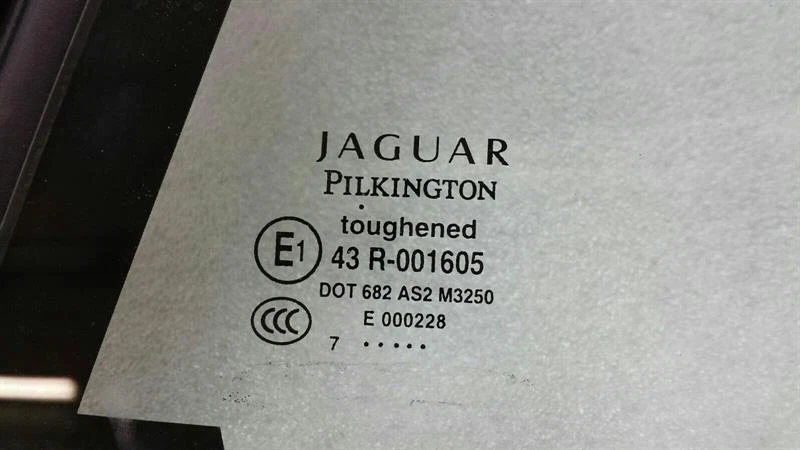 JAGUAR
PILKINGTON
toughened
E1 43 R-001605
DOT 682 AS2 M3250
CCC E 000228
7 • • • • •